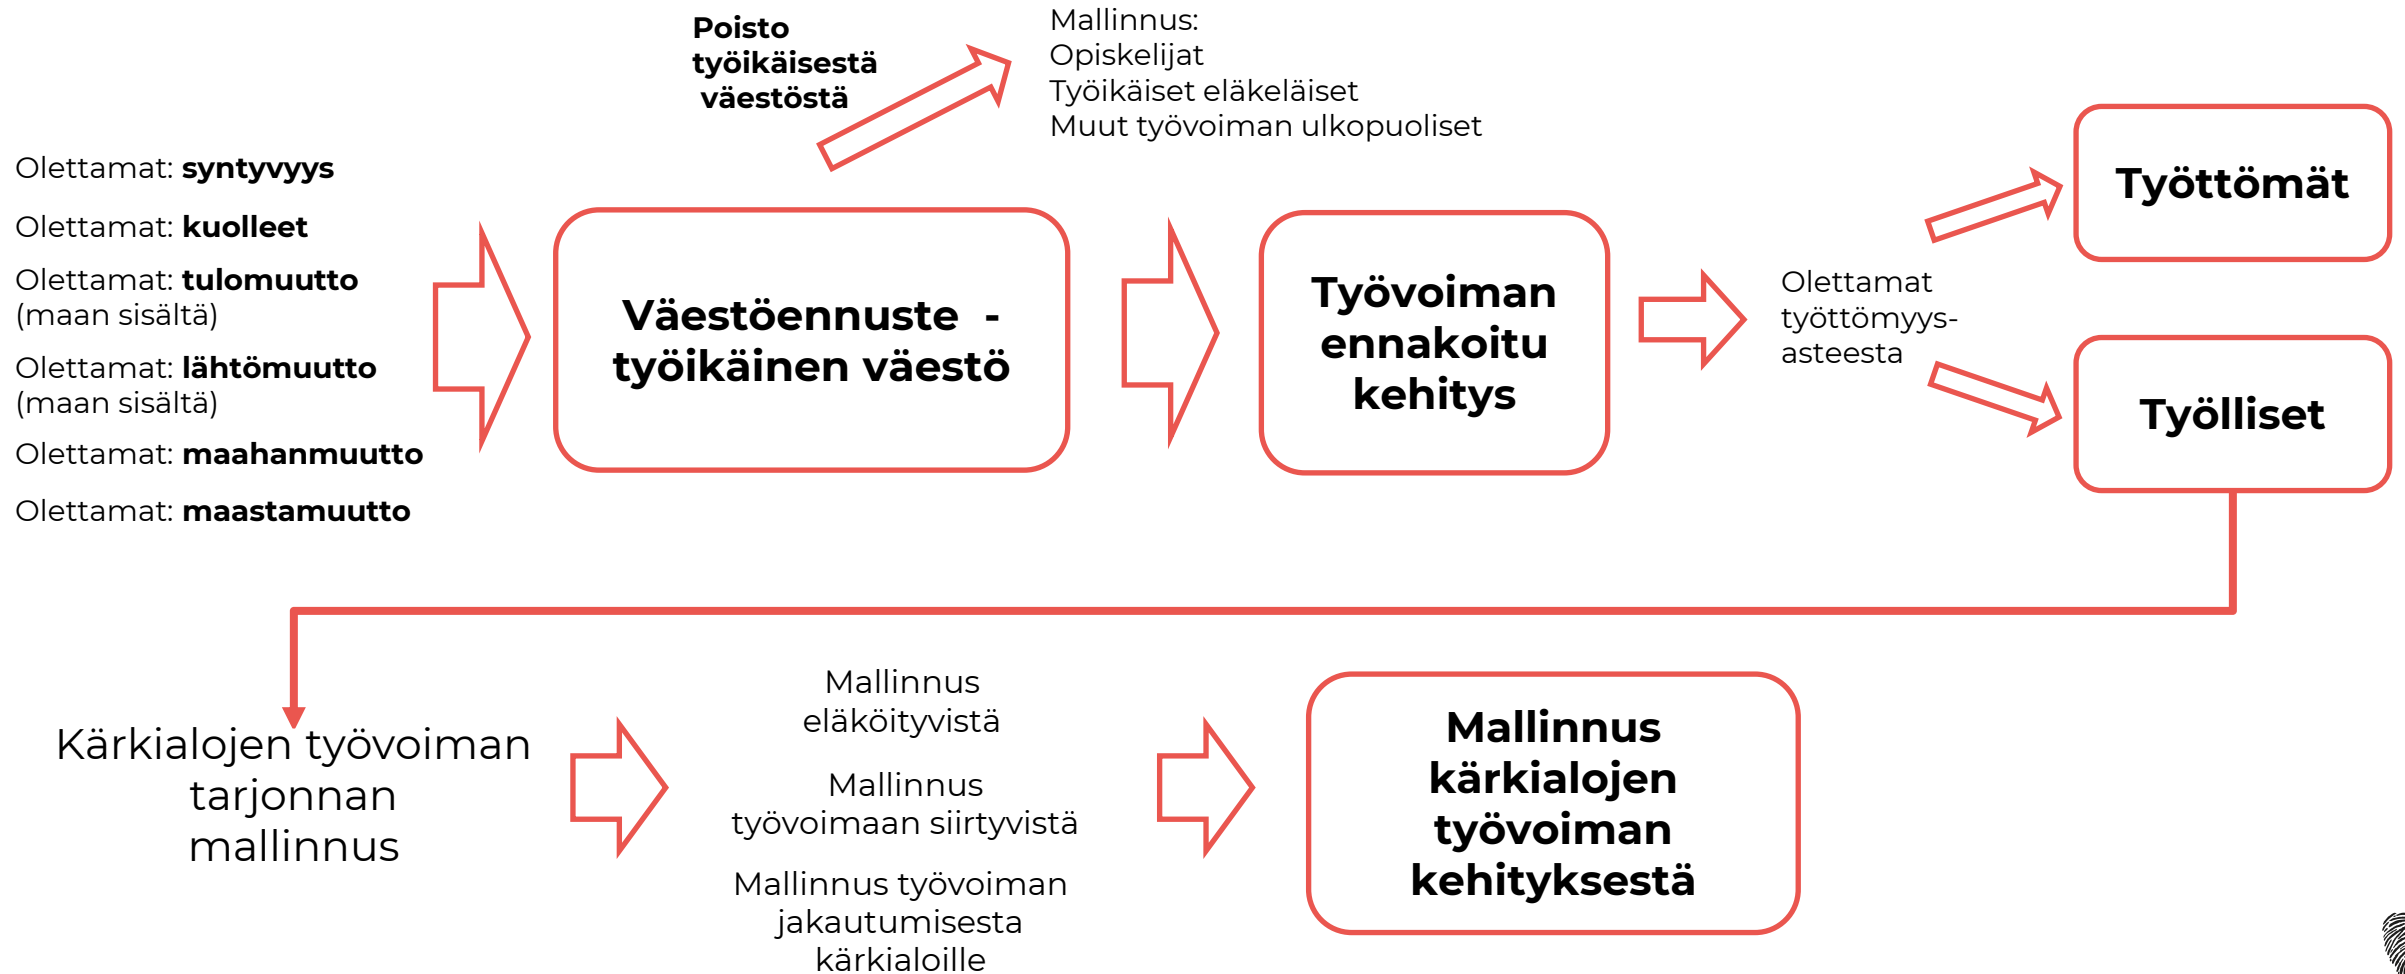 Poisto
työikäisestä
väestöstä
Mallinnus:
Opiskelijat
Työikäiset eläkeläiset
Muut työvoiman ulkopuoliset
Olettamat: syntyvyys
Olettamat: kuolleet
Olettamat: tulomuutto
(maan sisältä)
Olettamat: lähtömuutto
(maan sisältä)
Olettamat: maahanmuutto
Olettamat: maastamuutto
Väestöennuste -
työikäinen väestö
Työvoiman
ennakoitu
kehitys
Olettamat
työttömyys-
asteesta
Työttömät
Työlliset
Kärkialojen työvoiman
tarjonnan
mallinnus
Mallinnus
eläköityvistä
Mallinnus
työvoimaan siirtyvistä
Mallinnus työvoiman
jakautumisesta
kärkialoille
Mallinnus
kärkialojen
työvoiman
kehityksestä